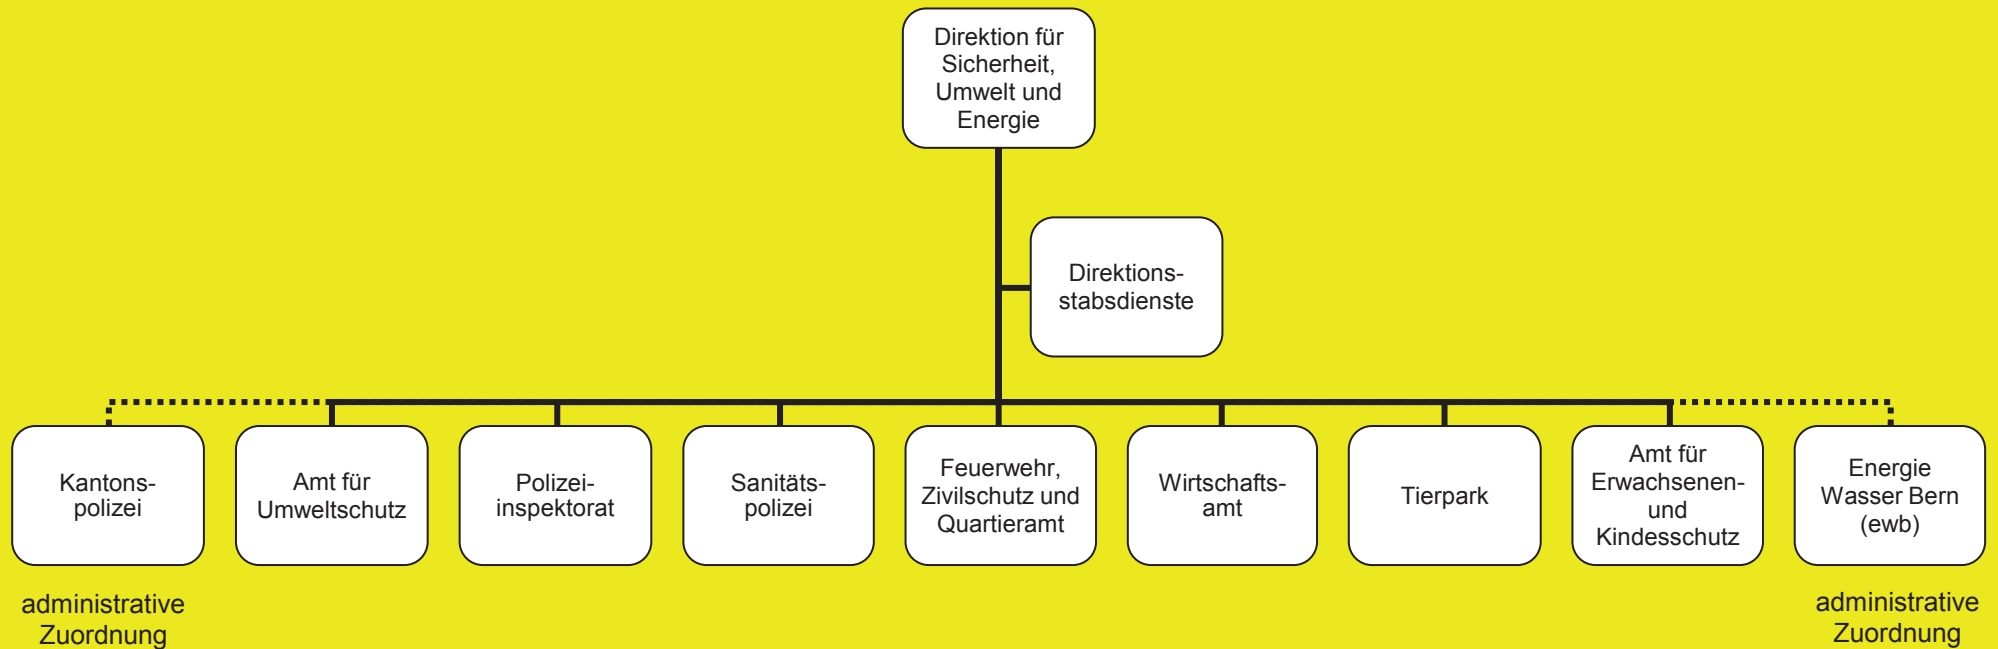 Direktion für
Sicherheit,
Umwelt und
Energie
Direktions-
stabsdienste
Kantons-
polizei
Amt für
Umweltschutz
Polizei-
inspektorat
Sanitäts-
polizei
Feuerwehr,
Zivilschutz und
Quartieramt
Wirtschafts-
amt
Tierpark
Amt für
Erwachsenen-
und
Kindesschutz
Energie
Wasser Bern
(ewb)
administrative
Zuordnung
administrative
Zuordnung